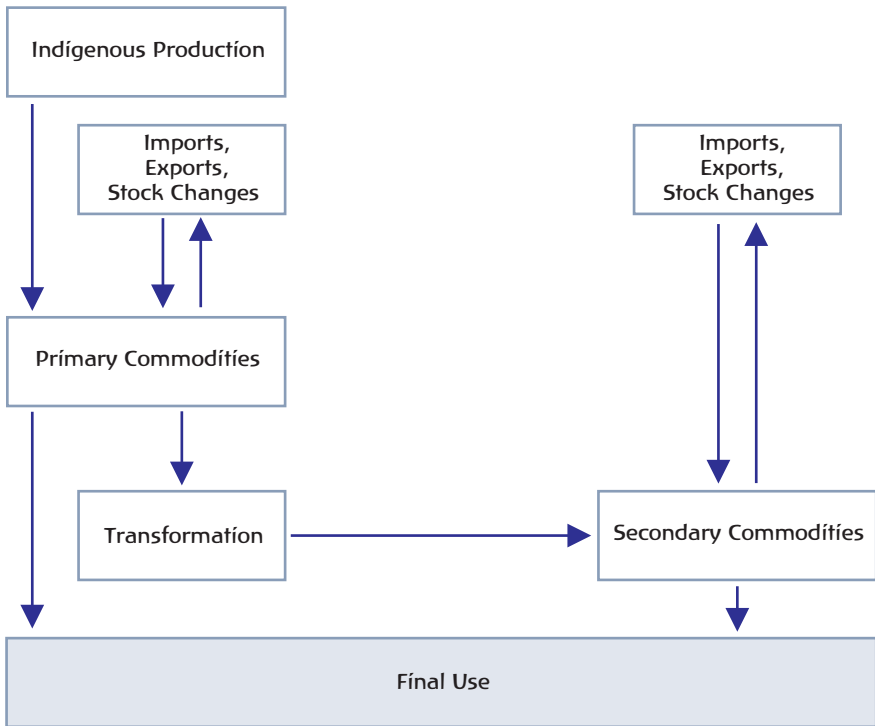 Indigenous Production
Imports,
Exports,
Stock Changes
Imports,
Exports,
Stock Changes
Primary Commodities
Transformation
Secondary Commodities
Final Use